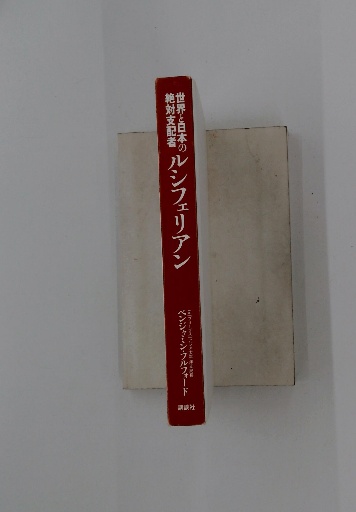 世界と日本の
絶対支配者
ルシフェリアン
ベンジャミン・フルフォード
講談社